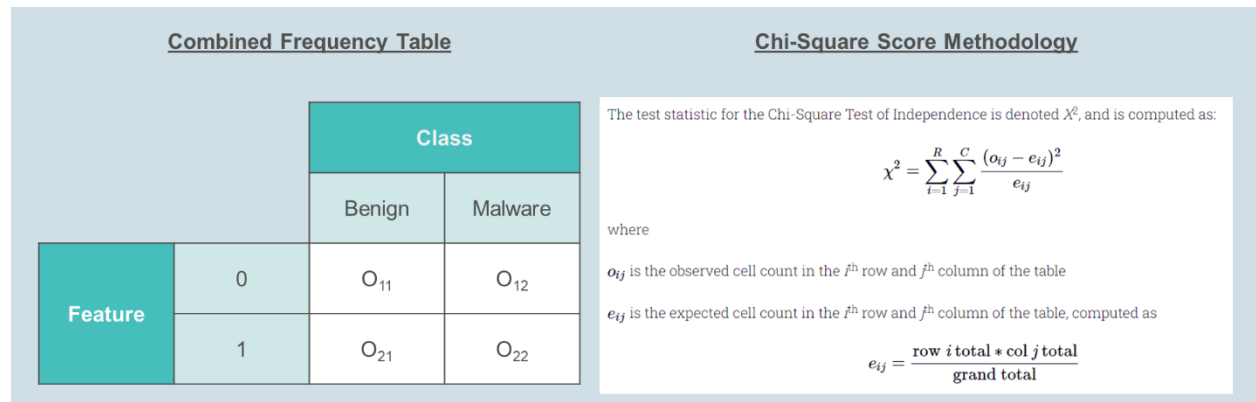 Combined Frequency Table
Class
Benign Malware
Feature
0 O₁₁ O₁₂
1 O₂₁ O₂₂
Chi-Square Score Methodology
The test statistic for the Chi-Square Test of Independence is denoted Χ², and is computed as:
χ² = ∑ᵢ₌₁ᴿ ∑ⱼ₌₁ᶜ (oᵢⱼ − eᵢⱼ)² / eᵢⱼ
where
oᵢⱼ is the observed cell count in the iᵗʰ row and jᵗʰ column of the table
eᵢⱼ is the expected cell count in the iᵗʰ row and jᵗʰ column of the table, computed as
eᵢⱼ = row i total * col j total / grand total